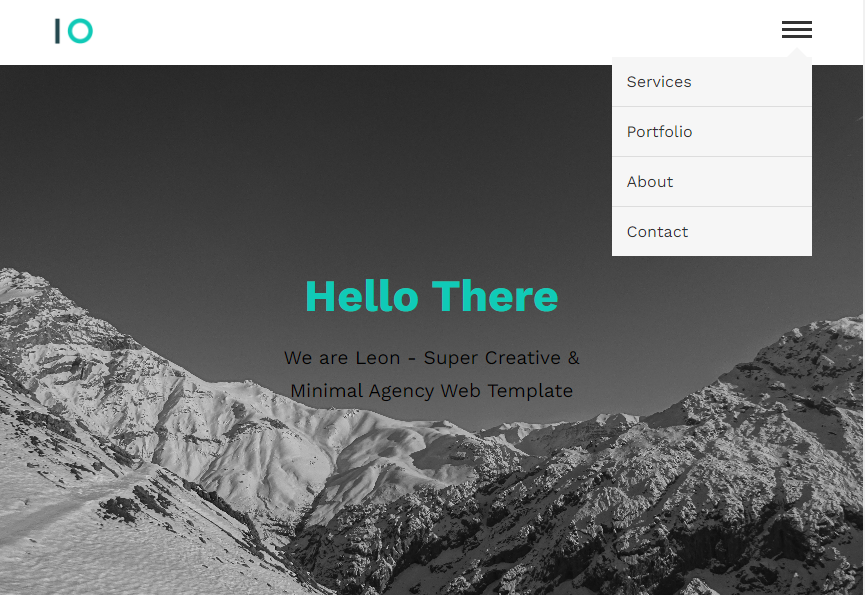 IO
Services
Portfolio
About
Contact
Hello There
We are Leon - Super Creative &
Minimal Agency Web Template